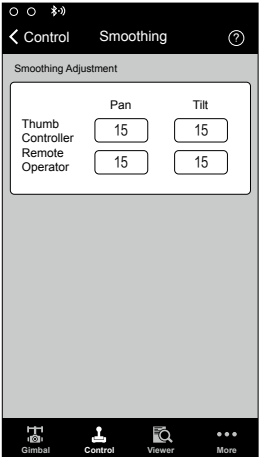 Control
Smoothing
?
Smoothing Adjustment
Pan Tilt
Thumb
Controller
15 15
Remote
Operator
15 15
Gimbal Control Viewer More